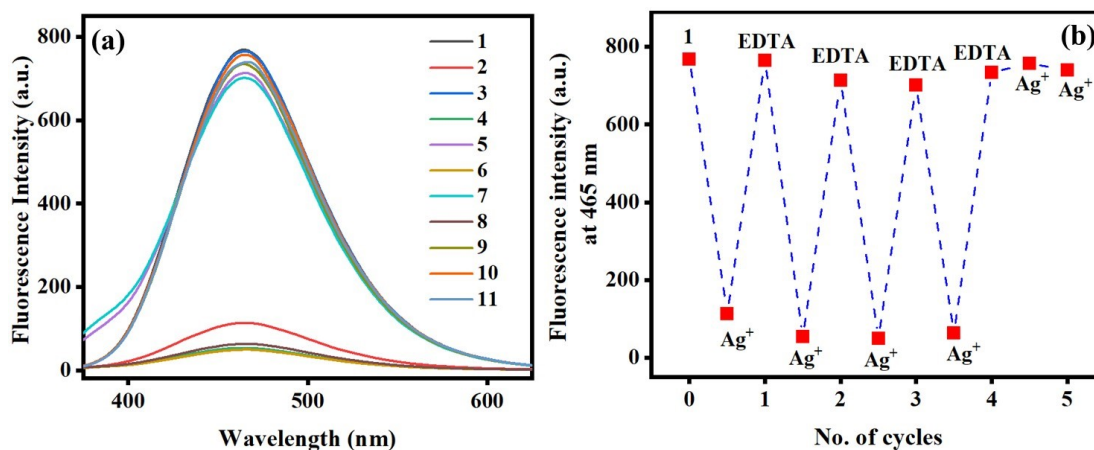 (a)
Fluorescence Intensity (a.u.)
800
600
400
200
0
400
500
600
Wavelength (nm)
1
2
3
4
5
6
7
8
9
10
11
(b)
Fluorescence intensity (a.u.)
at 465 nm
800
600
400
200
0
1
EDTA
EDTA
EDTA
EDTA
Ag⁺
Ag⁺
Ag⁺
Ag⁺
Ag⁺
Ag⁺
0
1
2
3
4
5
No. of cycles